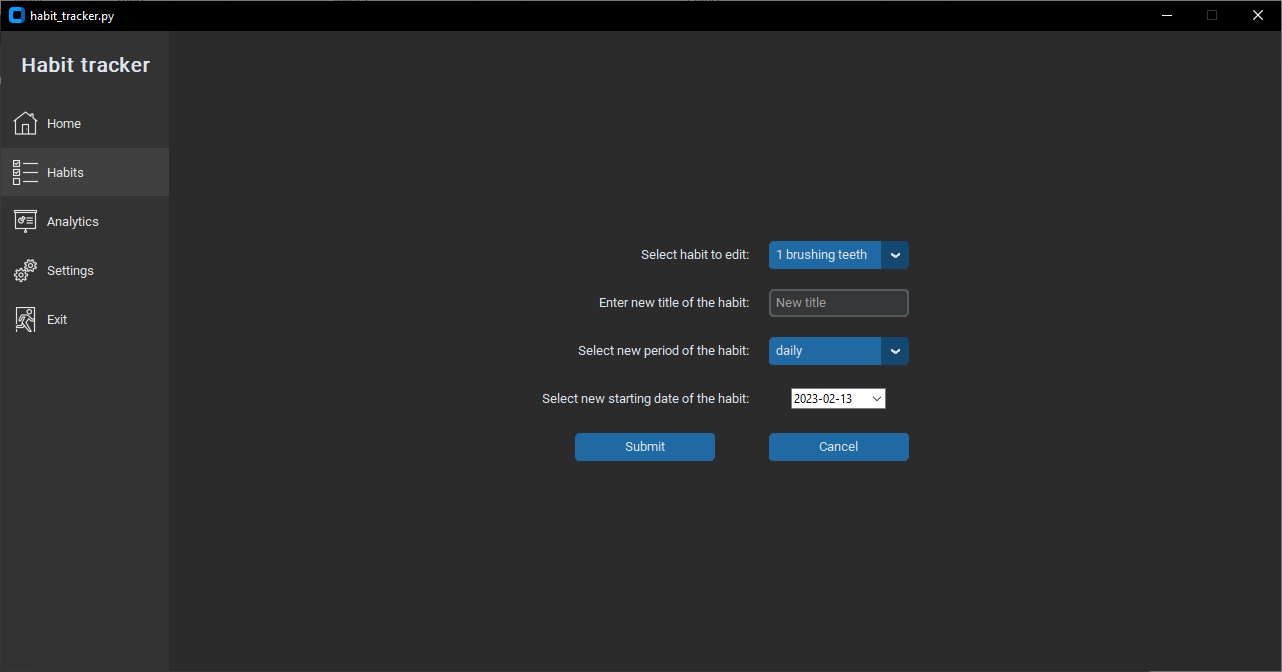 habit_tracker.py
Habit tracker
Home
Habits
Analytics
Settings
Exit
Select habit to edit: 1 brushing teeth
Enter new title of the habit: New title
Select new period of the habit: daily
Select new starting date of the habit: 2023-02-13
Submit Cancel